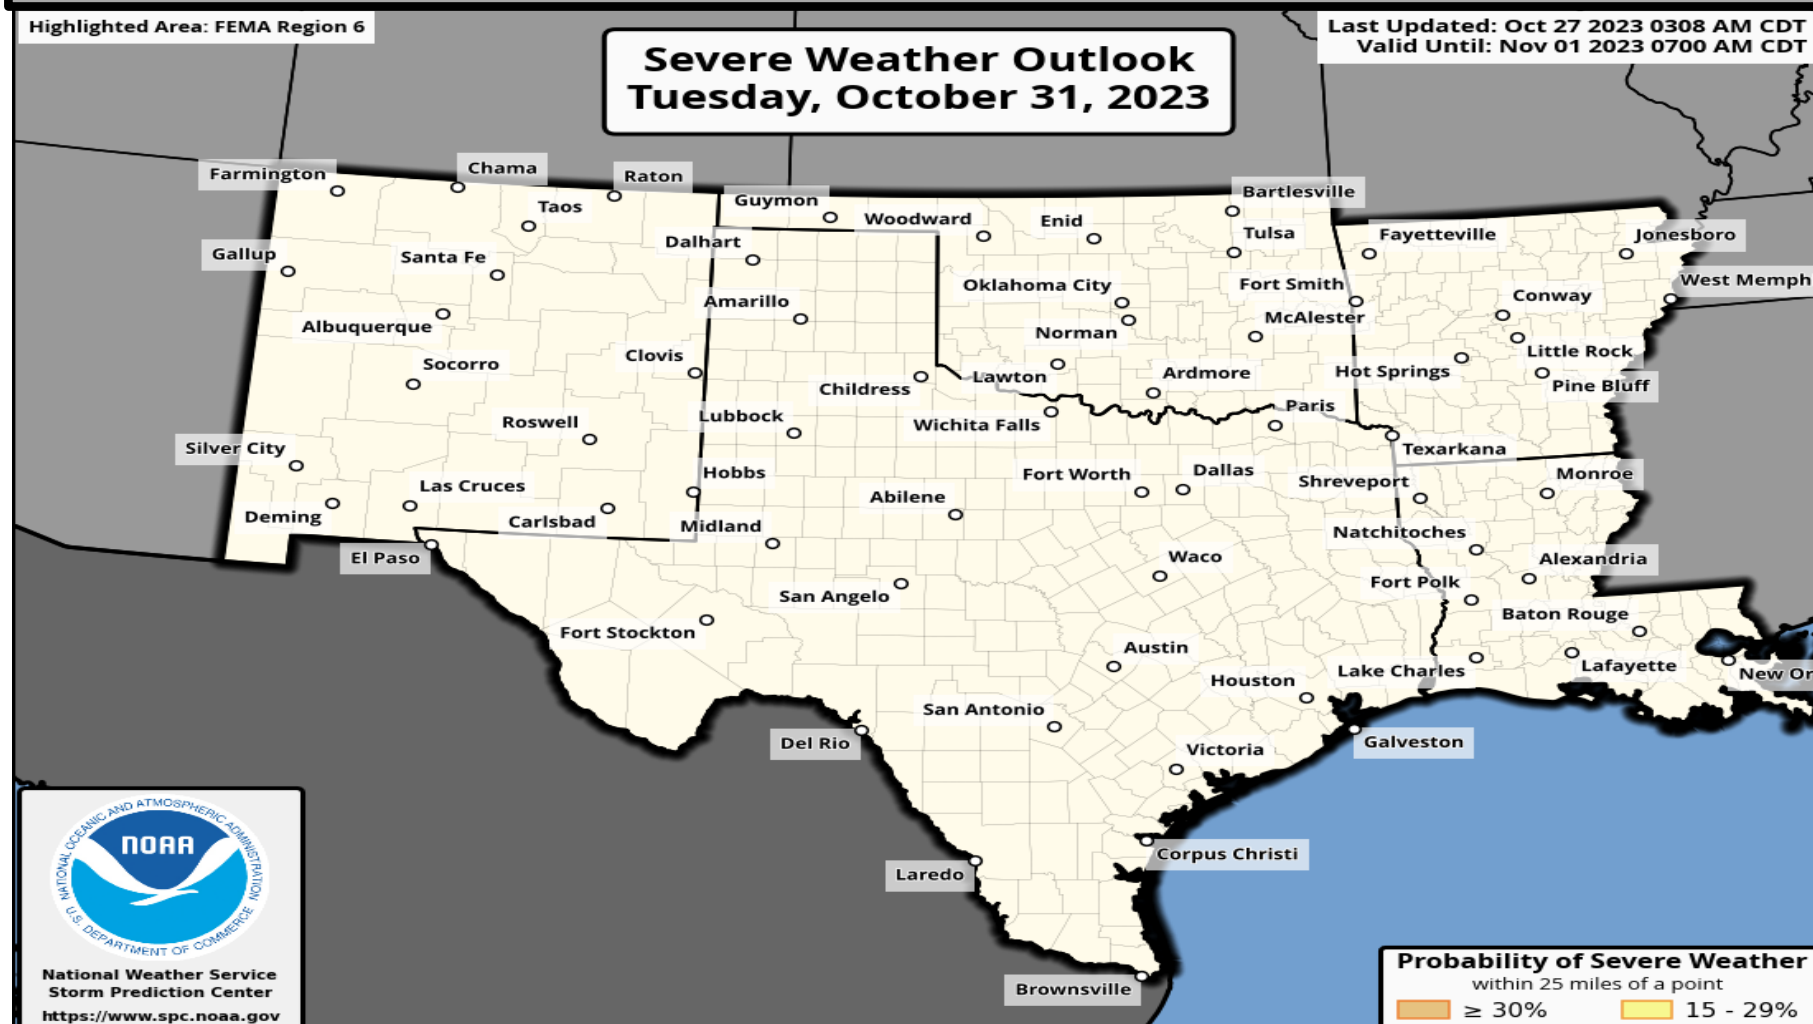 Highlighted Area: FEMA Region 6
Last Updated: Oct 27 2023 0308 AM CDT
Valid Until: Nov 01 2023 0700 AM CDT
Severe Weather Outlook
Tuesday, October 31, 2023
Farmington
Chama
Raton
Taos
Guymon
Woodward
Enid
Bartlesville
Gallup
Santa Fe
Dalhart
Tulsa
Fayetteville
Jonesboro
Albuquerque
Amarillo
Oklahoma City
Fort Smith
Conway
West Memph
Norman
McAlester
Socorro
Clovis
Childress
Lawton
Ardmore
Hot Springs
Little Rock
Pine Bluff
Roswell
Lubbock
Wichita Falls
Paris
Texarkana
Silver City
Hobbs
Fort Worth
Dallas
Shreveport
Monroe
Las Cruces
Abilene
Deming
Carlsbad
Midland
Natchitoches
El Paso
Waco
Alexandria
San Angelo
Fort Polk
Fort Stockton
Baton Rouge
Austin
Lake Charles
Lafayette
New Or
Houston
San Antonio
Del Rio
Victoria
Galveston
Corpus Christi
Laredo
Brownsville
NATIONAL OCEANIC AND ATMOSPHERIC ADMINISTRATION
NOAA
U.S. DEPARTMENT OF COMMERCE
National Weather Service
Storm Prediction Center
https://www.spc.noaa.gov
Probability of Severe Weather
within 25 miles of a point
≥ 30%
15 - 29%